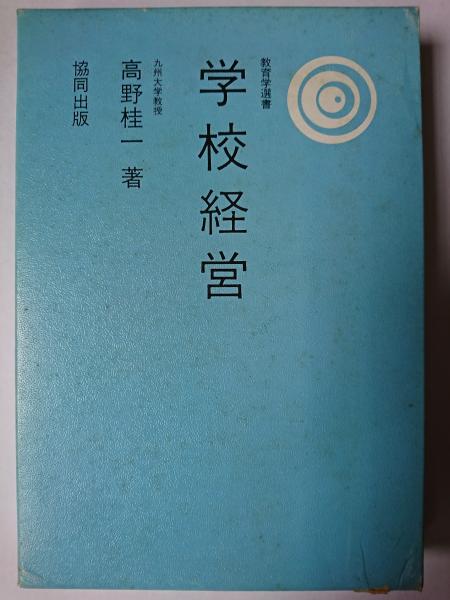 教育学選書
学校経営
九州大学教授
高野桂一 著
協同出版